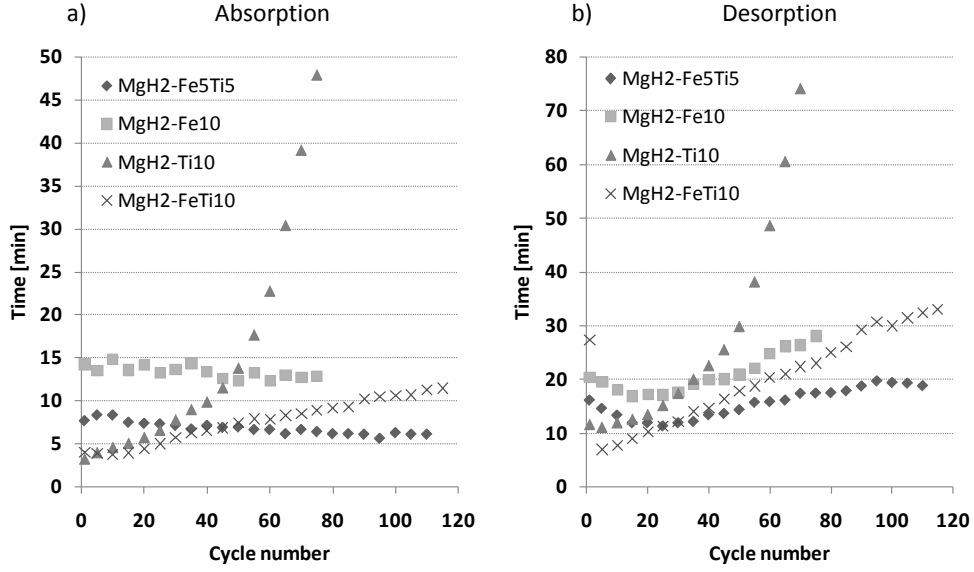 a) Absorption
50
45
40
35
30
25
20
15
10
5
0
Time [min]
MgH2-Fe5Ti5
MgH2-Fe10
MgH2-Ti10
MgH2-FeTi10
0 20 40 60 80 100 120
Cycle number
b) Desorption
80
70
60
50
40
30
20
10
0
Time [min]
MgH2-Fe5Ti5
MgH2-Fe10
MgH2-Ti10
MgH2-FeTi10
0 20 40 60 80 100 120
Cycle number